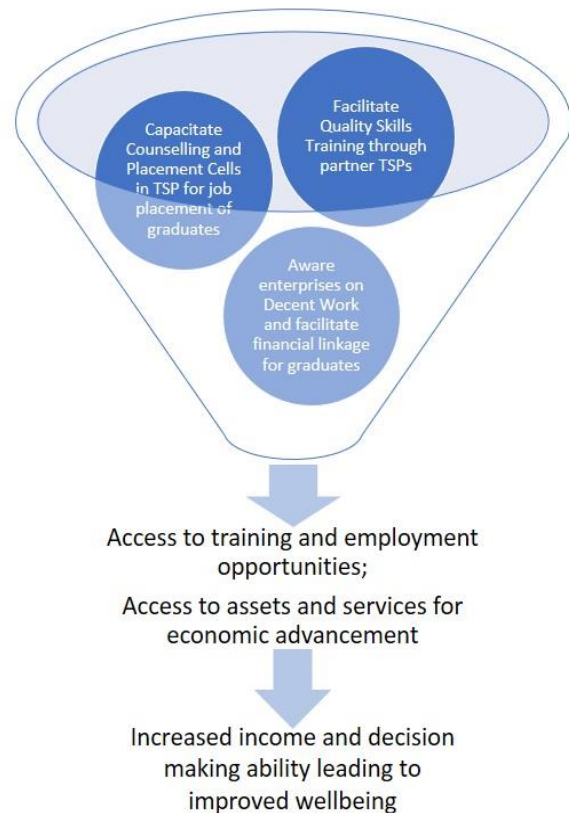 Capacitate
Counselling and
Placement Cells
in TSP for job
placement of
graduates
Facilitate
Quality Skills
Training through
partner TSPs
Aware
enterprises on
Decent Work
and facilitate
financial linkage
for graduates
Access to training and employment
opportunities;
Access to assets and services for
economic advancement
Increased income and decision
making ability leading to
improved wellbeing